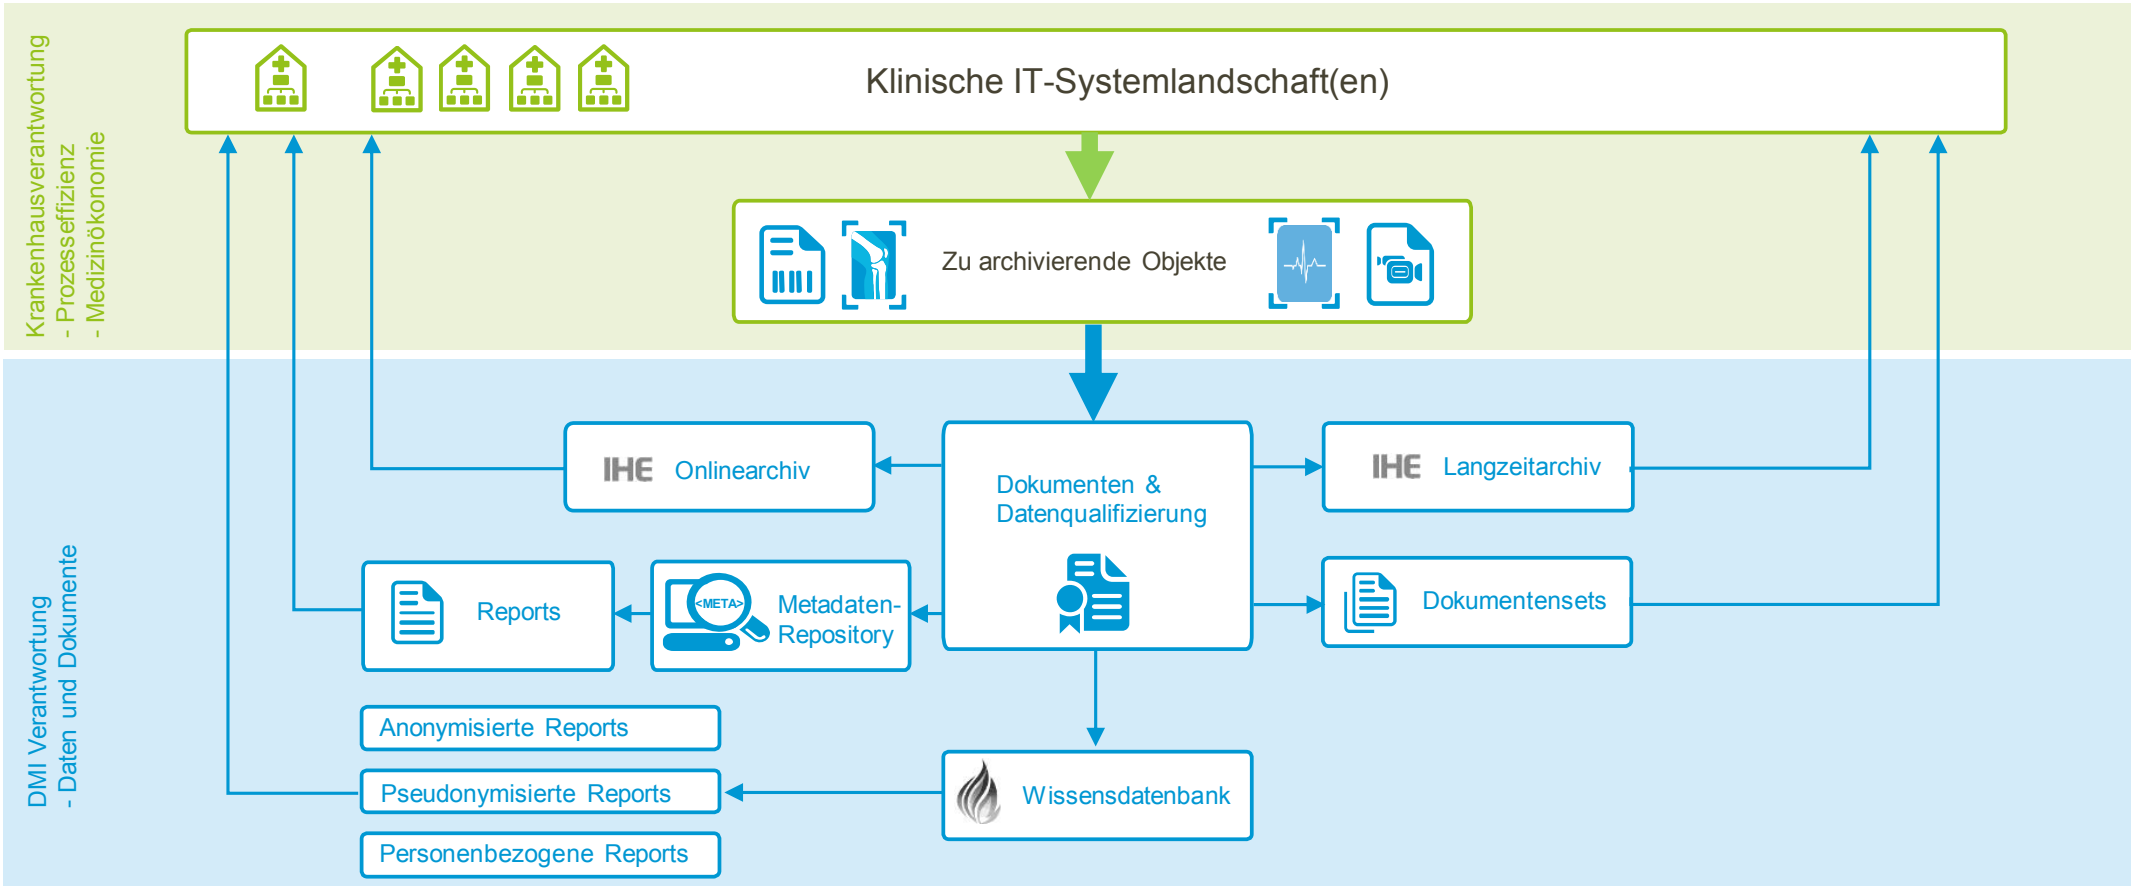 Krankenhausverantwortung
- Prozesseffizenz
- Medizinökonomie
Klinische IT-Systemlandschaft(en)
Zu archivierende Objekte
DMI Verantwortung
- Daten und Dokumente
IHE Onlinearchiv
Dokumenten &
Datenqualifizierung
IHE Langzeitarchiv
Reports
<META>
Metadaten-
Repository
Dokumentensets
Anonymisierte Reports
Pseudonymisierte Reports
Personenbezogene Reports
Wissensdatenbank